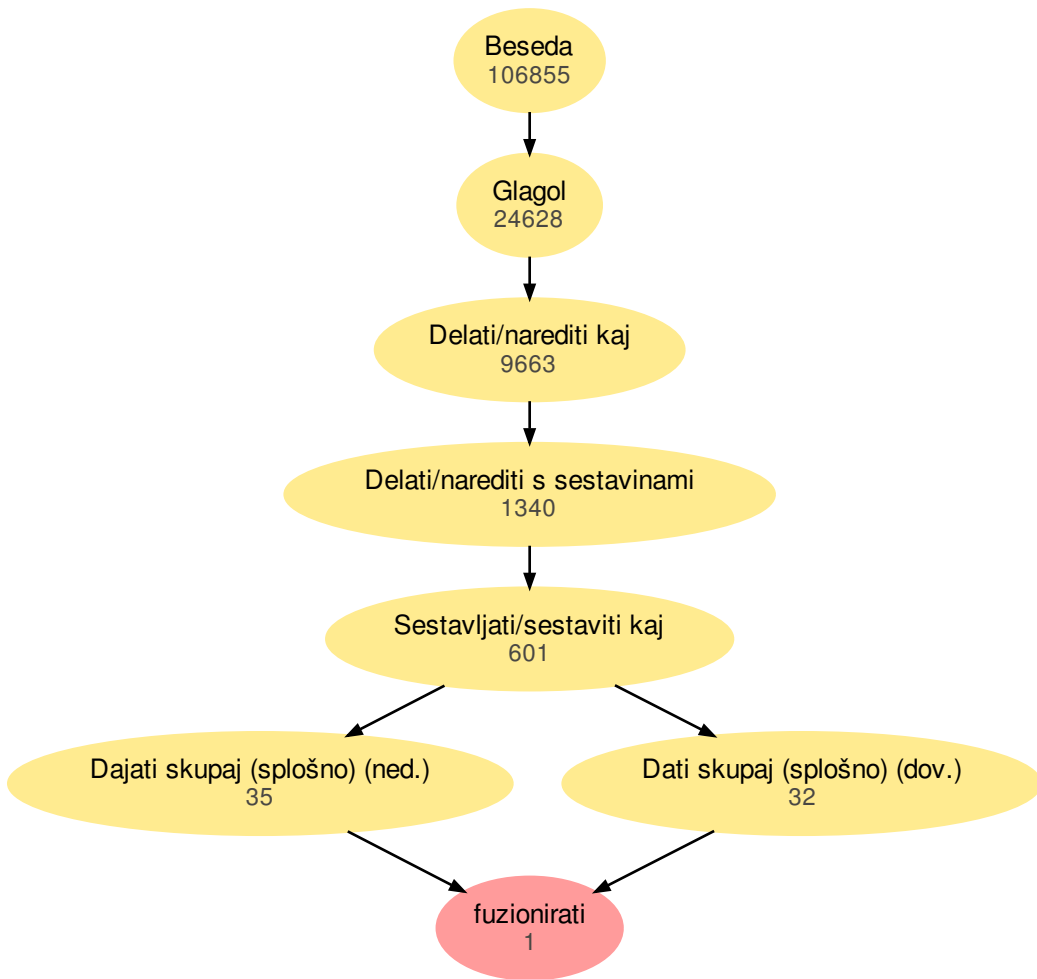 Beseda
106855
Glagol
24628
Delati/narediti kaj
9663
Delati/narediti s sestavinami
1340
Sestavljati/sestaviti kaj
601
Dajati skupaj (splošno) (ned.)
35
Dati skupaj (splošno) (dov.)
32
fuzionirati
1